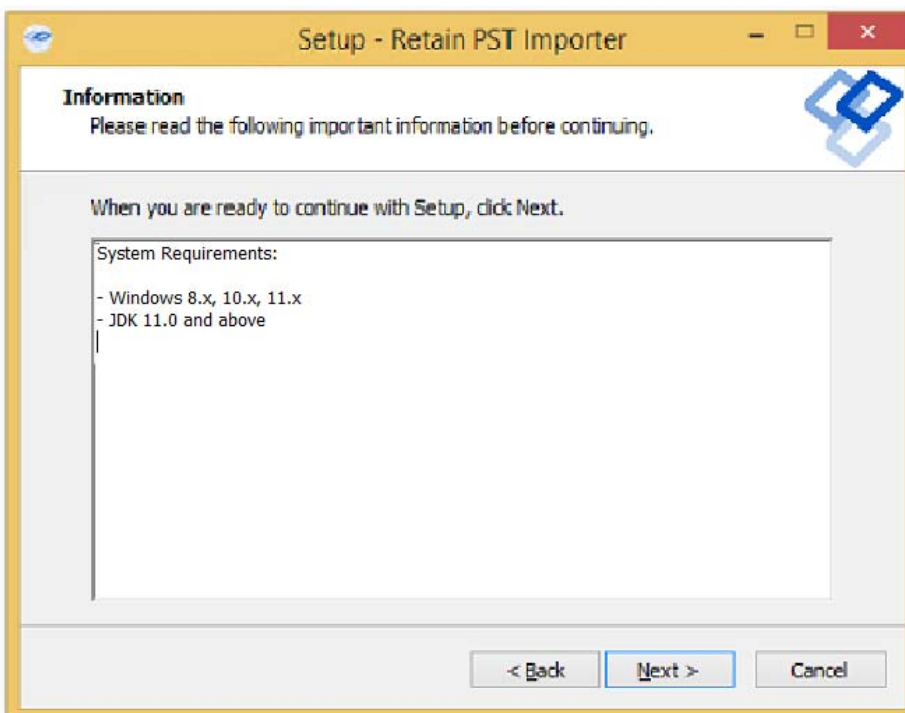 Setup - Retain PST Importer
Information
Please read the following important information before continuing.
When you are ready to continue with Setup, click Next.
System Requirements:
- Windows 8.x, 10.x, 11.x
- JDK 11.0 and above
< Back
Next >
Cancel